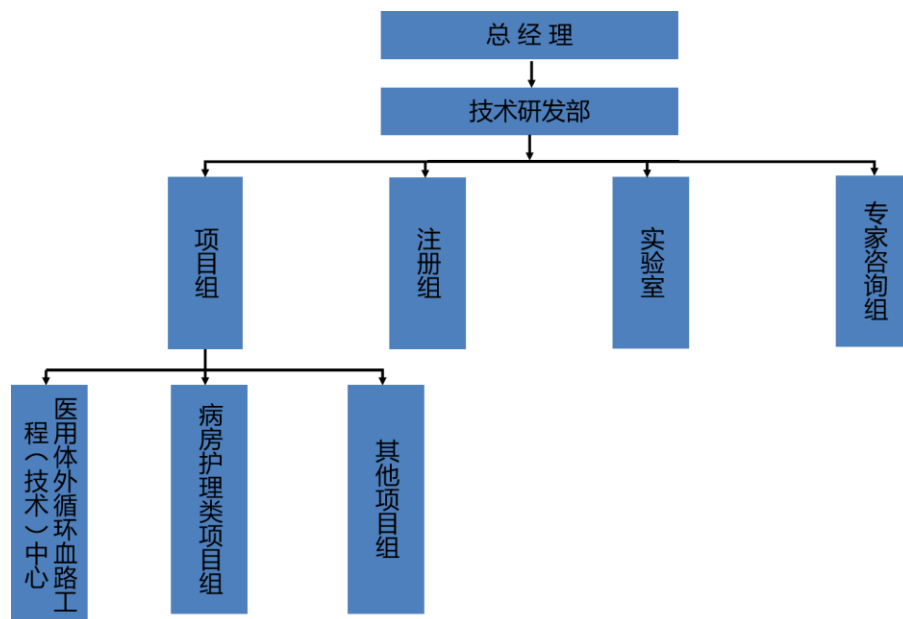 总经理
技术研发部
项目组
注册组
实验室
专家咨询组
医用体外循环血路工
程（技术）中心
病房护理类项目组
其他项目组